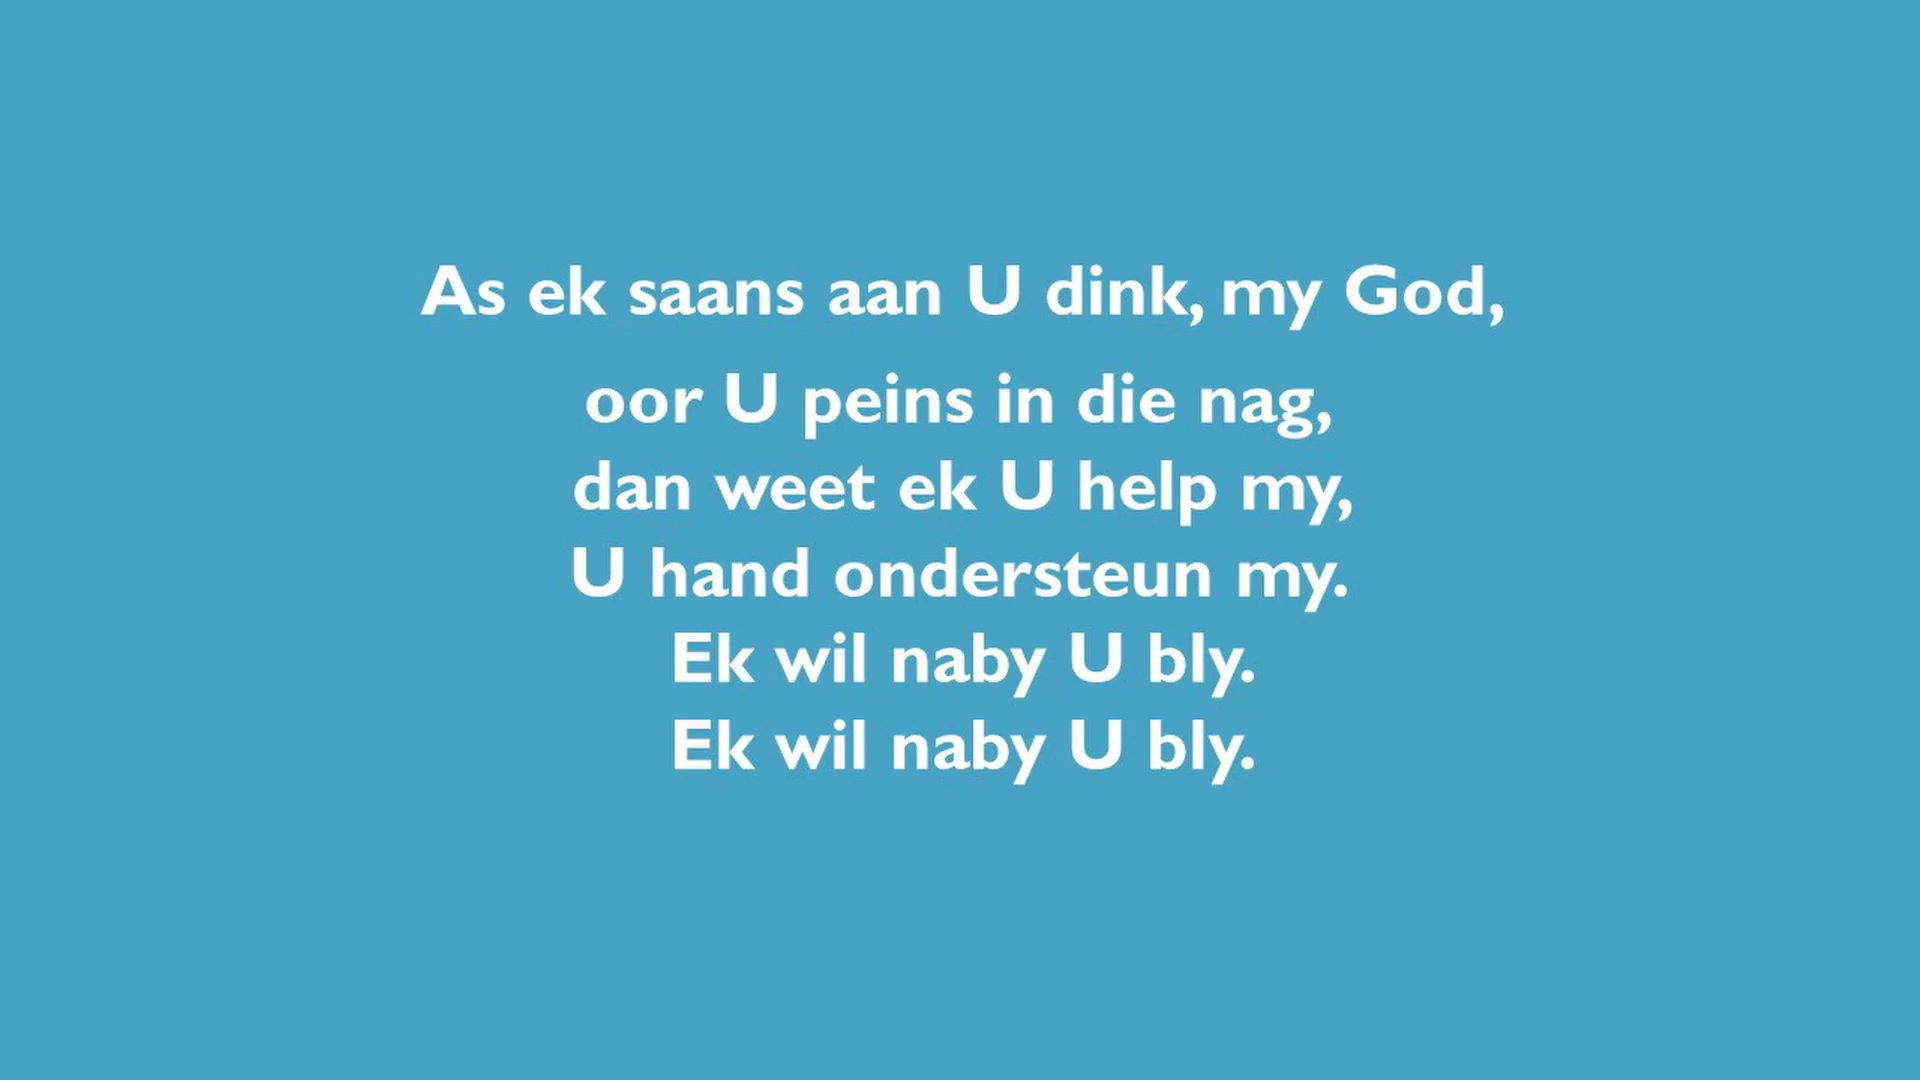 As ek saans aan U dink, my God,
oor U peins in die nag,
dan weet ek U help my,
U hand ondersteun my.
Ek wil naby U bly.
Ek wil naby U bly.